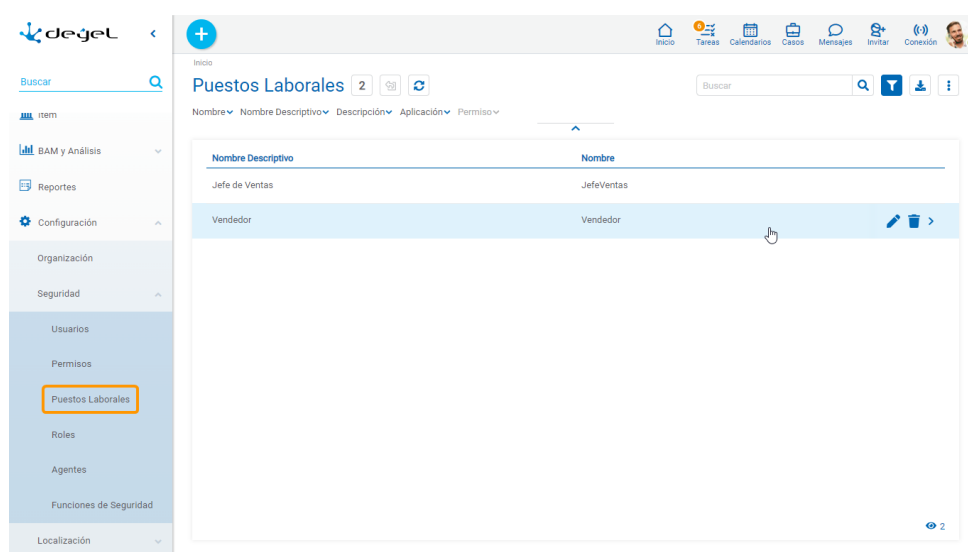 deyel
Buscar
Item
BAM y Análisis
Reportes
Configuración
Organización
Seguridad
Usuarios
Permisos
Puestos Laborales
Roles
Agentes
Funciones de Seguridad
Localización
6
Inicio Tareas Calendarios Casos Mensajes Invitar Conexión
Inicio
Puestos Laborales 2
Buscar
Nombre Nombre Descriptivo Descripción Aplicación Permiso
Nombre Descriptivo Nombre
Jefe de Ventas JefeVentas
Vendedor Vendedor
2